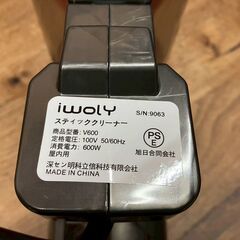 iwoLY
S/N:9063
スティッククリーナー
商品型番: V600
定格電圧: 100V 50/60Hz
消費電力: 600W
屋内用
PS
E
旭日合同会社
深セン明科立信科技有限公司
MADE IN CHINA